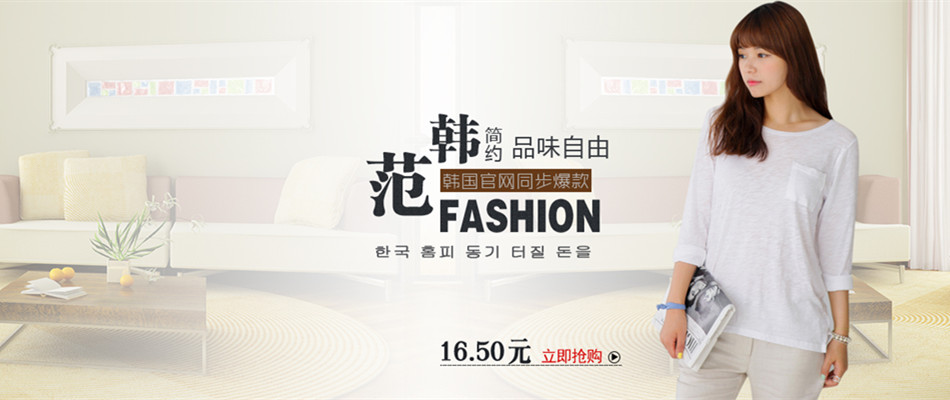 韩范
简约
品味自由
韩国官网同步爆款
FASHION
한국 홈피 동기 터질 돈을
16.50元 立即抢购